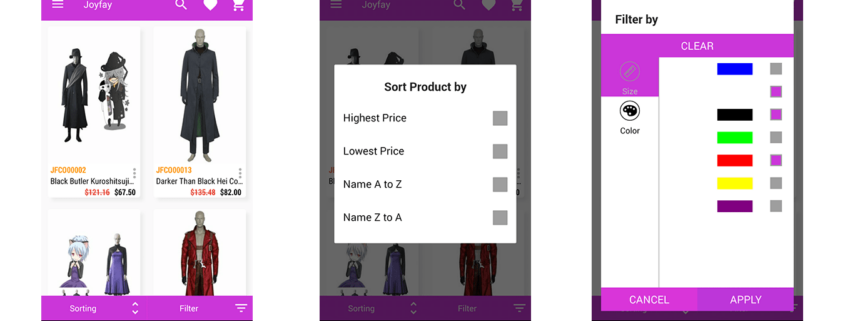 Joyfay
JFCO00002
Black Butler Kuroshitsuji...
$121.16 $67.50
JFCO00013
Darker Than Black Hei Co...
$135.48 $82.00
Sorting
Filter
Joyfay
Sort Product by
Highest Price
Lowest Price
Name A to Z
Name Z to A
Sorting
Filter
Filter by
CLEAR
Size
Color
CANCEL
APPLY